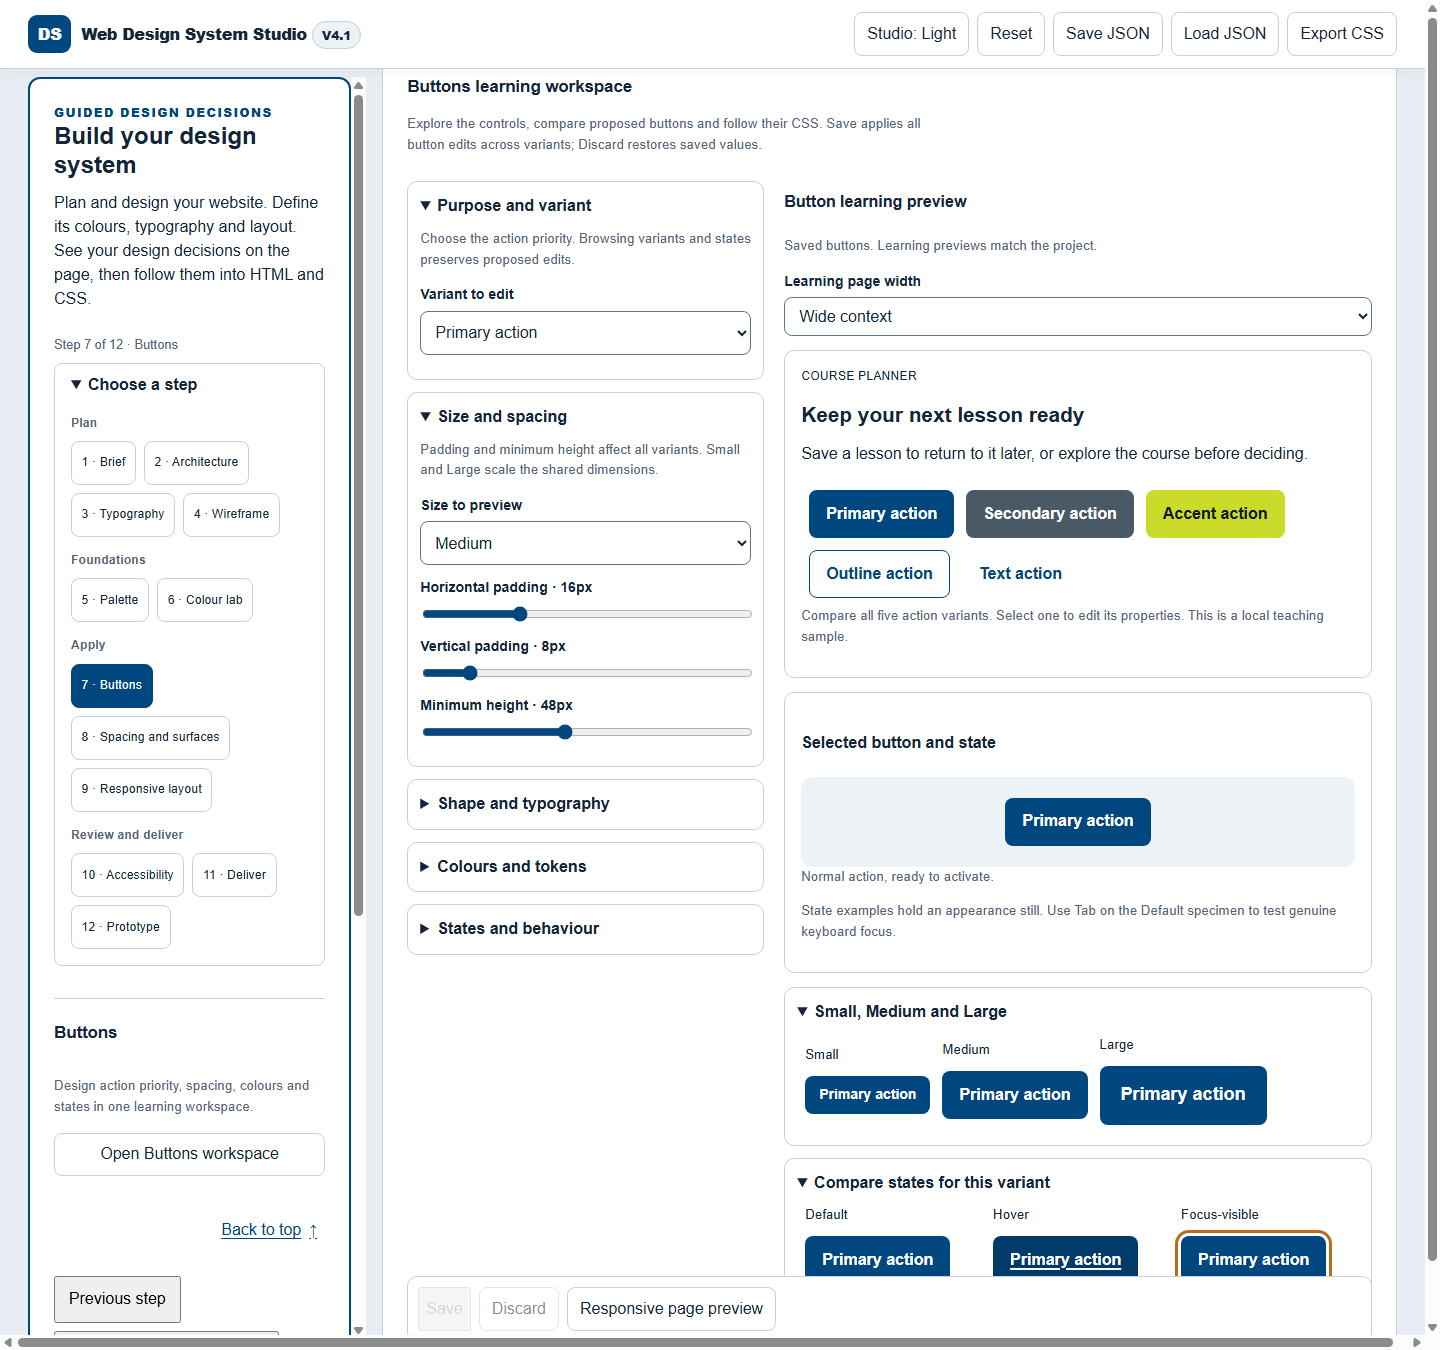 DS Web Design System Studio V4.1
Studio: Light
Reset
Save JSON
Load JSON
Export CSS
GUIDED DESIGN DECISIONS
Build your design
system
Plan and design your website. Define
its colours, typography and layout.
See your design decisions on the
page, then follow them into HTML and
CSS.
Step 7 of 12 · Buttons
▼ Choose a step
Plan
1 · Brief
2 · Architecture
3 · Typography
4 · Wireframe
Foundations
5 · Palette
6 · Colour lab
Apply
7 · Buttons
8 · Spacing and surfaces
9 · Responsive layout
Review and deliver
10 · Accessibility
11 · Deliver
12 · Prototype
Buttons
Design action priority, spacing, colours and
states in one learning workspace.
Open Buttons workspace
Back to top ↑
Previous step
Buttons learning workspace
Explore the controls, compare proposed buttons and follow their CSS. Save applies all
button edits across variants; Discard restores saved values.
▼ Purpose and variant
Choose the action priority. Browsing variants and states
preserves proposed edits.
Variant to edit
Primary action
▼ Size and spacing
Padding and minimum height affect all variants. Small
and Large scale the shared dimensions.
Size to preview
Medium
Horizontal padding · 16px
Vertical padding · 8px
Minimum height · 48px
▶ Shape and typography
▶ Colours and tokens
▶ States and behaviour
Button learning preview
Saved buttons. Learning previews match the project.
Learning page width
Wide context
COURSE PLANNER
Keep your next lesson ready
Save a lesson to return to it later, or explore the course before deciding.
Primary action
Secondary action
Accent action
Outline action
Text action
Compare all five action variants. Select one to edit its properties. This is a local teaching
sample.
Selected button and state
Primary action
Normal action, ready to activate.
State examples hold an appearance still. Use Tab on the Default specimen to test genuine
keyboard focus.
▼ Small, Medium and Large
Small
Medium
Large
Primary action
Primary action
Primary action
▼ Compare states for this variant
Default
Hover
Focus-visible
Primary action
Primary action
Primary action
Save
Discard
Responsive page preview